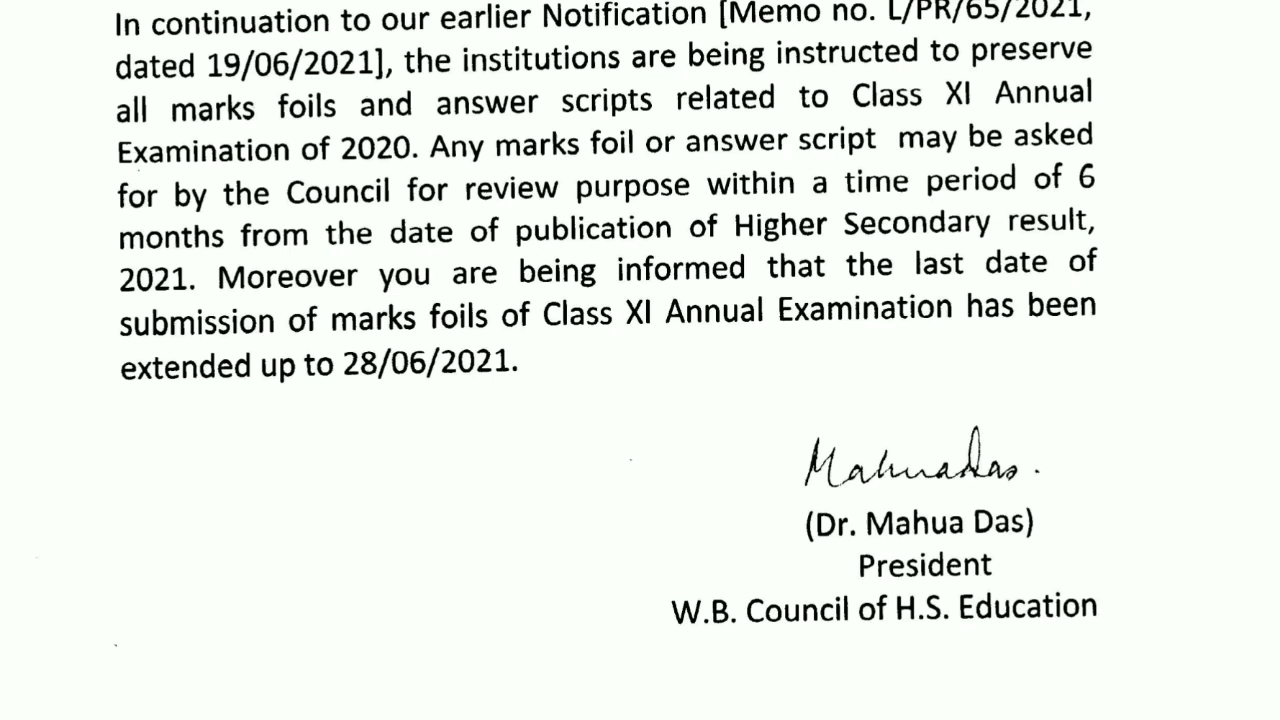 In continuation to our earlier Notification [Memo no. L/PR/65/2021,
dated 19/06/2021], the institutions are being instructed to preserve
all marks foils and answer scripts related to Class XI Annual
Examination of 2020. Any marks foil or answer script may be asked
for by the Council for review purpose within a time period of 6
months from the date of publication of Higher Secondary result,
2021. Moreover you are being informed that the last date of
submission of marks foils of Class XI Annual Examination has been
extended up to 28/06/2021.
Mahua Das.
(Dr. Mahua Das)
President
W.B. Council of H.S. Education